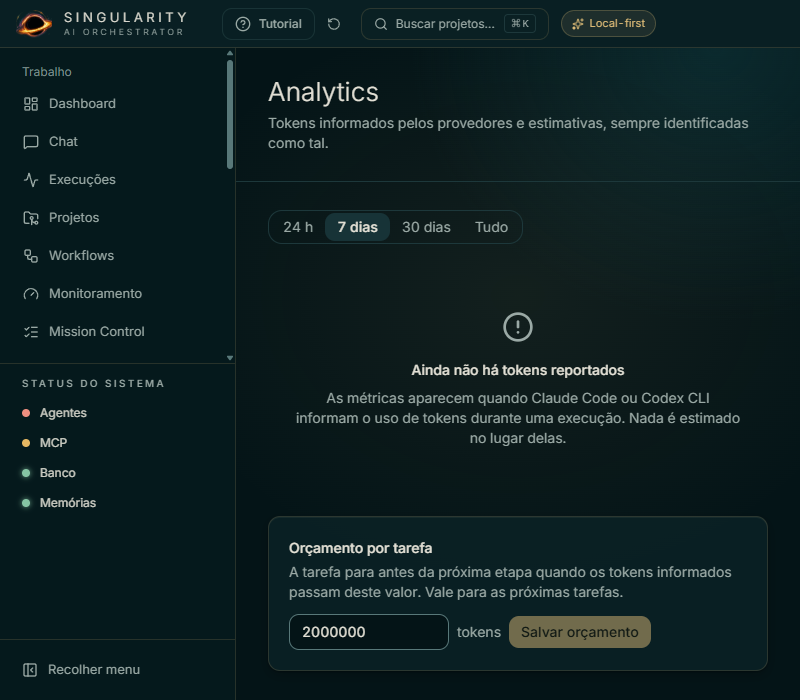 SINGULARITY
AI ORCHESTRATOR
Tutorial
Buscar projetos...
⌘K
Local-first
Trabalho
Dashboard
Chat
Execuções
Projetos
Workflows
Monitoramento
Mission Control
STATUS DO SISTEMA
Agentes
MCP
Banco
Memórias
Recolher menu
Analytics
Tokens informados pelos provedores e estimativas, sempre identificadas
como tal.
24 h
7 dias
30 dias
Tudo
Ainda não há tokens reportados
As métricas aparecem quando Claude Code ou Codex CLI
informam o uso de tokens durante uma execução. Nada é estimado
no lugar delas.
Orçamento por tarefa
A tarefa para antes da próxima etapa quando os tokens informados
passam deste valor. Vale para as próximas tarefas.
2000000
tokens
Salvar orçamento